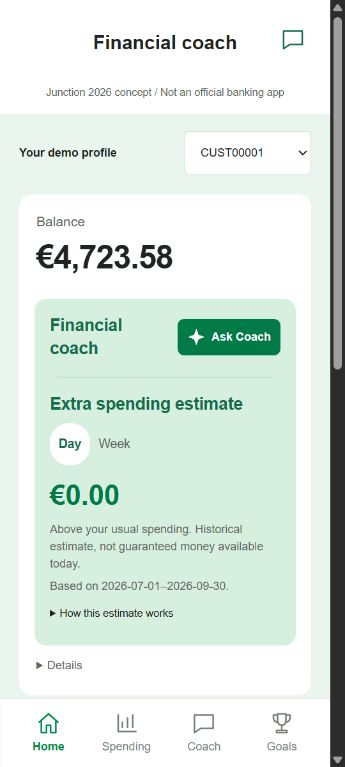 Financial coach
Junction 2026 concept / Not an official banking app
Your demo profile
CUST00001
Balance
€4,723.58
Financial
coach
Ask Coach
Extra spending estimate
Day
Week
€0.00
Above your usual spending. Historical
estimate, not guaranteed money available
today.
Based on 2026-07-01–2026-09-30.
How this estimate works
Details
Home
Spending
Coach
Goals